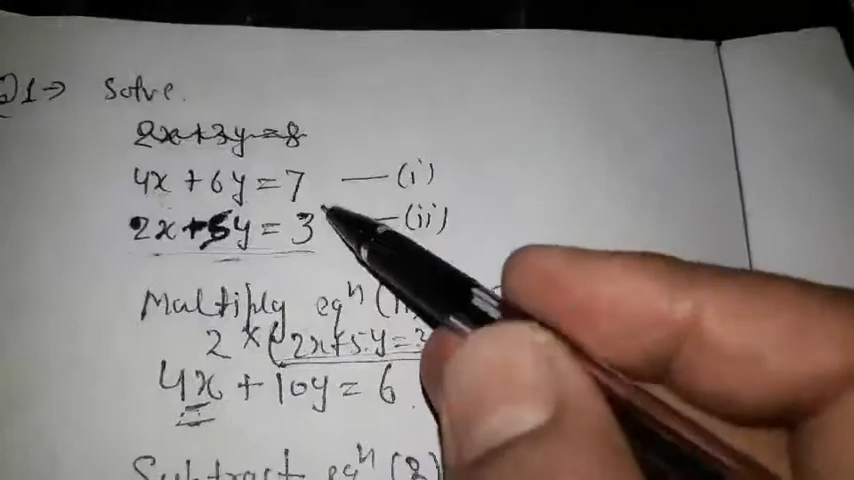 Q1→ Solve.
2x+3y=8
4x+6y=7 —(i)
2x+5y=3 —(ii)
Multiply eqⁿ
2×(2x+5y=3
4x+10y=6
Subtract eqⁿ (2)